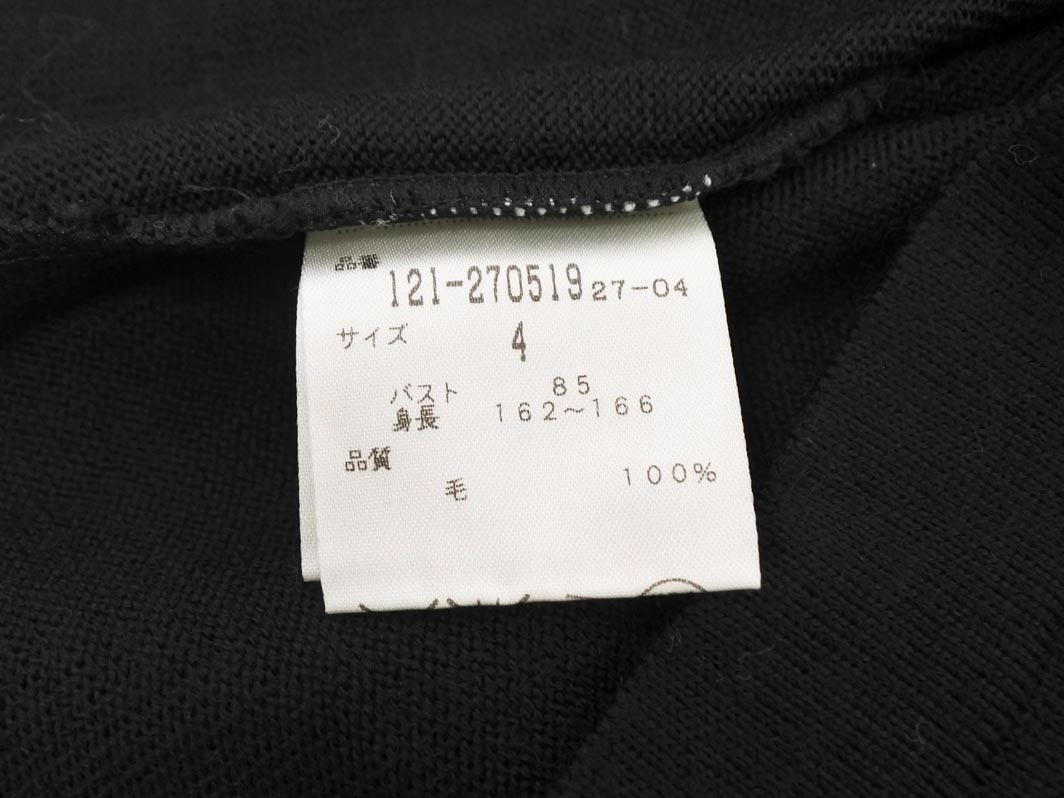 品番
121-270519 27-04
サイズ 4
バスト 85
身長 162～166
品質
毛 100%